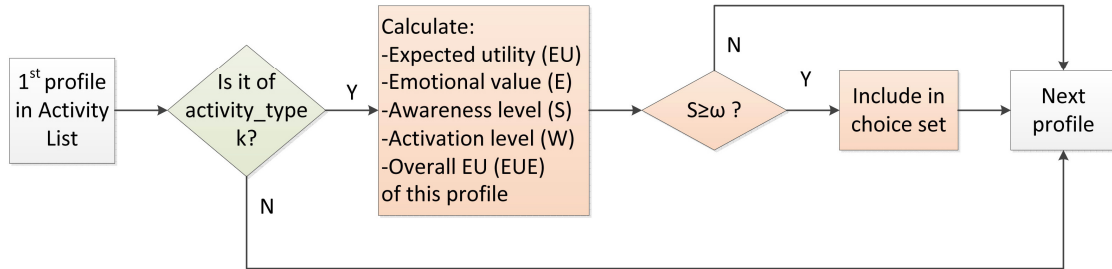 1st profile
in Activity
List
Is it of
activity_type
k?
Y
N
Calculate:
-Expected utility (EU)
-Emotional value (E)
-Awareness level (S)
-Activation level (W)
-Overall EU (EUE)
of this profile
S≥ω ?
N
Y
Include in
choice set
Next
profile